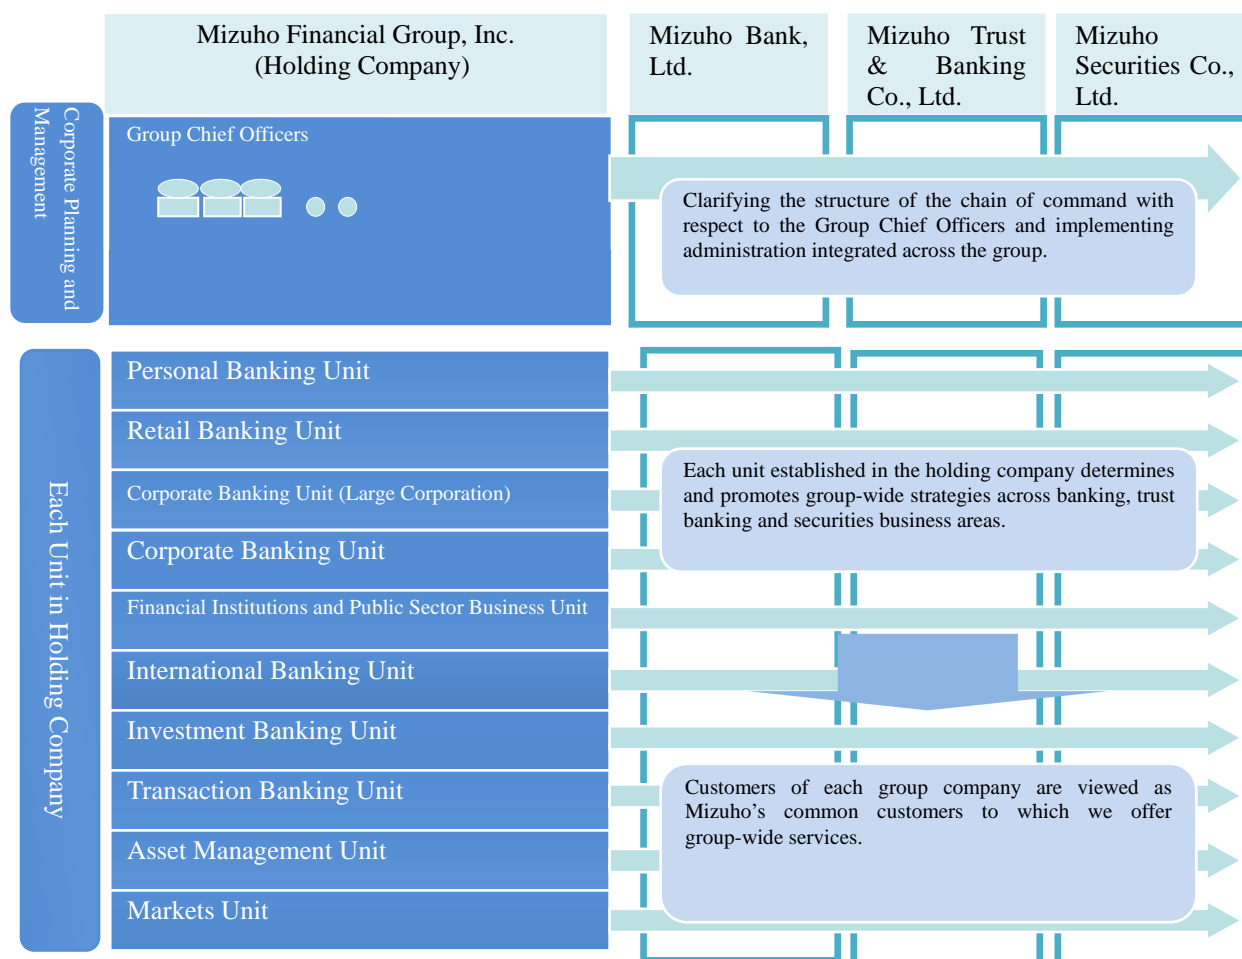 Mizuho Financial Group, Inc.
(Holding Company)
Mizuho Bank,
Ltd.
Mizuho Trust
& Banking
Co., Ltd.
Mizuho
Securities Co.,
Ltd.
Corporate Planning and
Management
Group Chief Officers
Clarifying the structure of the chain of command with
respect to the Group Chief Officers and implementing
administration integrated across the group.
Each Unit in Holding Company
Personal Banking Unit
Retail Banking Unit
Corporate Banking Unit (Large Corporation)
Corporate Banking Unit
Financial Institutions and Public Sector Business Unit
International Banking Unit
Investment Banking Unit
Transaction Banking Unit
Asset Management Unit
Markets Unit
Each unit established in the holding company determines
and promotes group-wide strategies across banking, trust
banking and securities business areas.
Customers of each group company are viewed as
Mizuho’s common customers to which we offer
group-wide services.